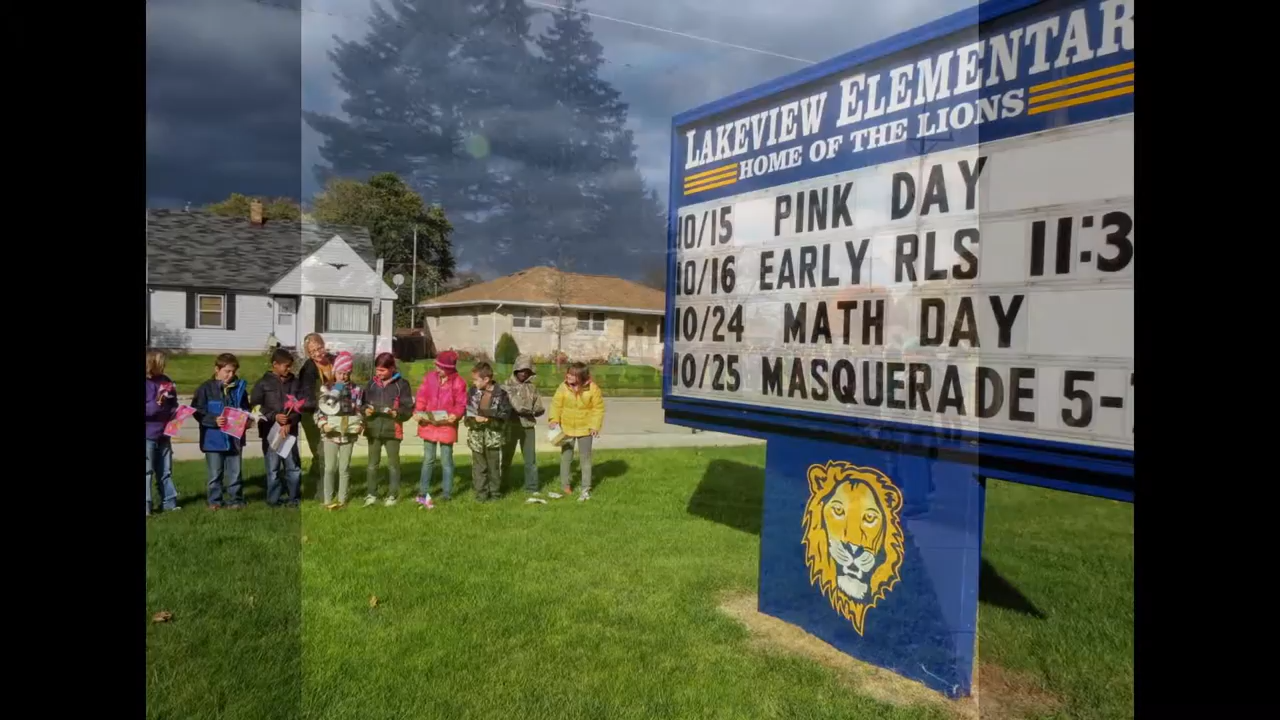 LAKEVIEW ELEMENTAR
HOME OF THE LIONS
10/15 PINK DAY
10/16 EARLY RLS 11:3
10/24 MATH DAY
10/25 MASQUERADE 5-